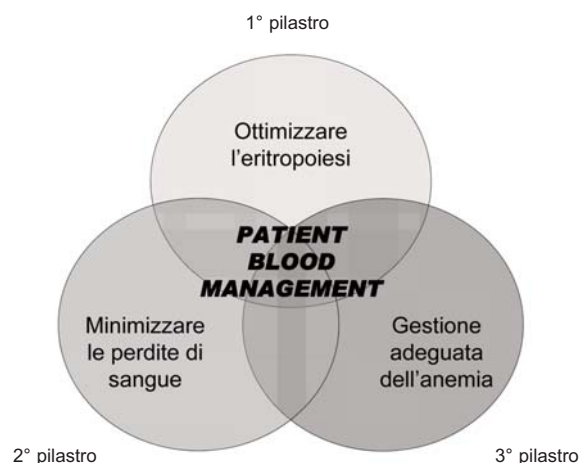 1° pilastro
Ottimizzare
l'eritropoiesi
PATIENT
BLOOD
MANAGEMENT
Minimizzare
le perdite di
sangue
Gestione
adeguata
dell'anemia
2° pilastro
3° pilastro